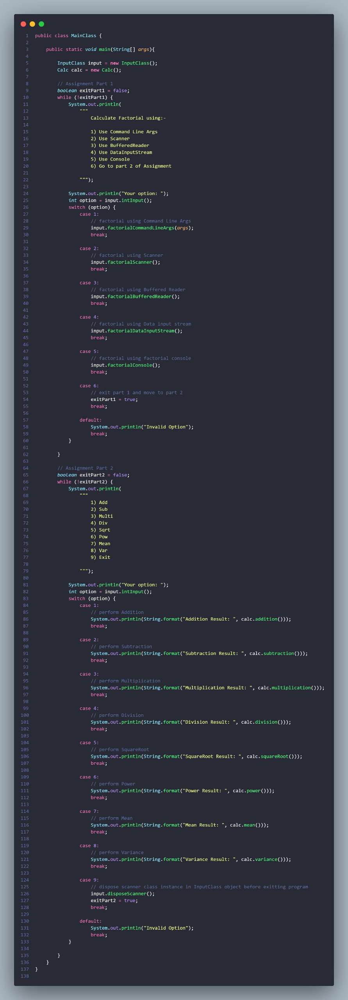 1 public class MainClass {
2
3     public static void main(String[] args){
4
5         InputClass input = new InputClass();
6         Calc calc = new Calc();
7
8         // Assignment Part 1
9         boolean exitPart1 = false;
10         while (!exitPart1) {
11             System.out.println(
12                 """
13                     Calculate Factorial using:-
14
15                     1) Use Command Line Args
16                     2) Use Scanner
17                     3) Use BufferedReader
18                     4) Use DataInputStream
19                     5) Use Console
20                     6) Go to part 2 of Assignment
21
22                 """);
23
24             System.out.println("Your option: ");
25             int option = input.intInput();
26             switch (option) {
27                 case 1:
28                     // factorial using Command Line Args
29                     input.factorialCommandLineArgs(args);
30                     break;
31
32                 case 2:
33                     // factorial using Scanner
34                     input.factorialScanner();
35                     break;
36
37                 case 3:
38                     // factorial using Buffered Reader
39                     input.factorialBufferedReader();
40                     break;
41
42                 case 4:
43                     // factorial using Data input stream
44                     input.factorialDataInputStream();
45                     break;
46
47                 case 5:
48                     // factorial using factorial console
49                     input.factorialConsole();
50                     break;
51
52                 case 6:
53                     // exit part 1 and move to part 2
54                     exitPart1 = true;
55                     break;
56
57                 default:
58                     System.out.println("Invalid Option");
59                     break;
60             }
61
62         }
63
64         // Assignment Part 2
65         boolean exitPart2 = false;
66         while (!exitPart2) {
67             System.out.println(
68                 """
69                     1) Add
70                     2) Sub
71                     3) Multi
72                     4) Div
73                     5) Sqrt
74                     6) Pow
75                     7) Mean
76                     8) Var
77                     9) Exit
78
79                 """);
80
81             System.out.println("Your option: ");
82             int option = input.intInput();
83             switch (option) {
84                 case 1:
85                     // perform Addition
86                     System.out.println(String.format("Addition Result: ", calc.addition()));
87                     break;
88
89                 case 2:
90                     // perform Subtraction
91                     System.out.println(String.format("Subtraction Result: ", calc.subtraction()));
92                     break;
93
94                 case 3:
95                     // perform Multiplication
96                     System.out.println(String.format("Multiplication Result: ", calc.multiplication()));
97                     break;
98
99                 case 4:
100                     // perform Division
101                     System.out.println(String.format("Division Result: ", calc.division()));
102                     break;
103
104                 case 5:
105                     // perform SquareRoot
106                     System.out.println(String.format("SquareRoot Result: ", calc.squareRoot()));
107                     break;
108
109                 case 6:
110                     // perform Power
111                     System.out.println(String.format("Power Result: ", calc.power()));
112                     break;
113
114                 case 7:
115                     // perform Mean
116                     System.out.println(String.format("Mean Result: ", calc.mean()));
117                     break;
118
119                 case 8:
120                     // perform Variance
121                     System.out.println(String.format("Variance Result: ", calc.variance()));
122                     break;
123
124                 case 9:
125                     // dispose scanner class instance in InputClass object before exitting program
126                     input.disposeScanner();
127                     exitPart2 = true;
128                     break;
129
130                 default:
131                     System.out.println("Invalid Option");
132                     break;
133             }
134
135         }
136     }
137 }
138